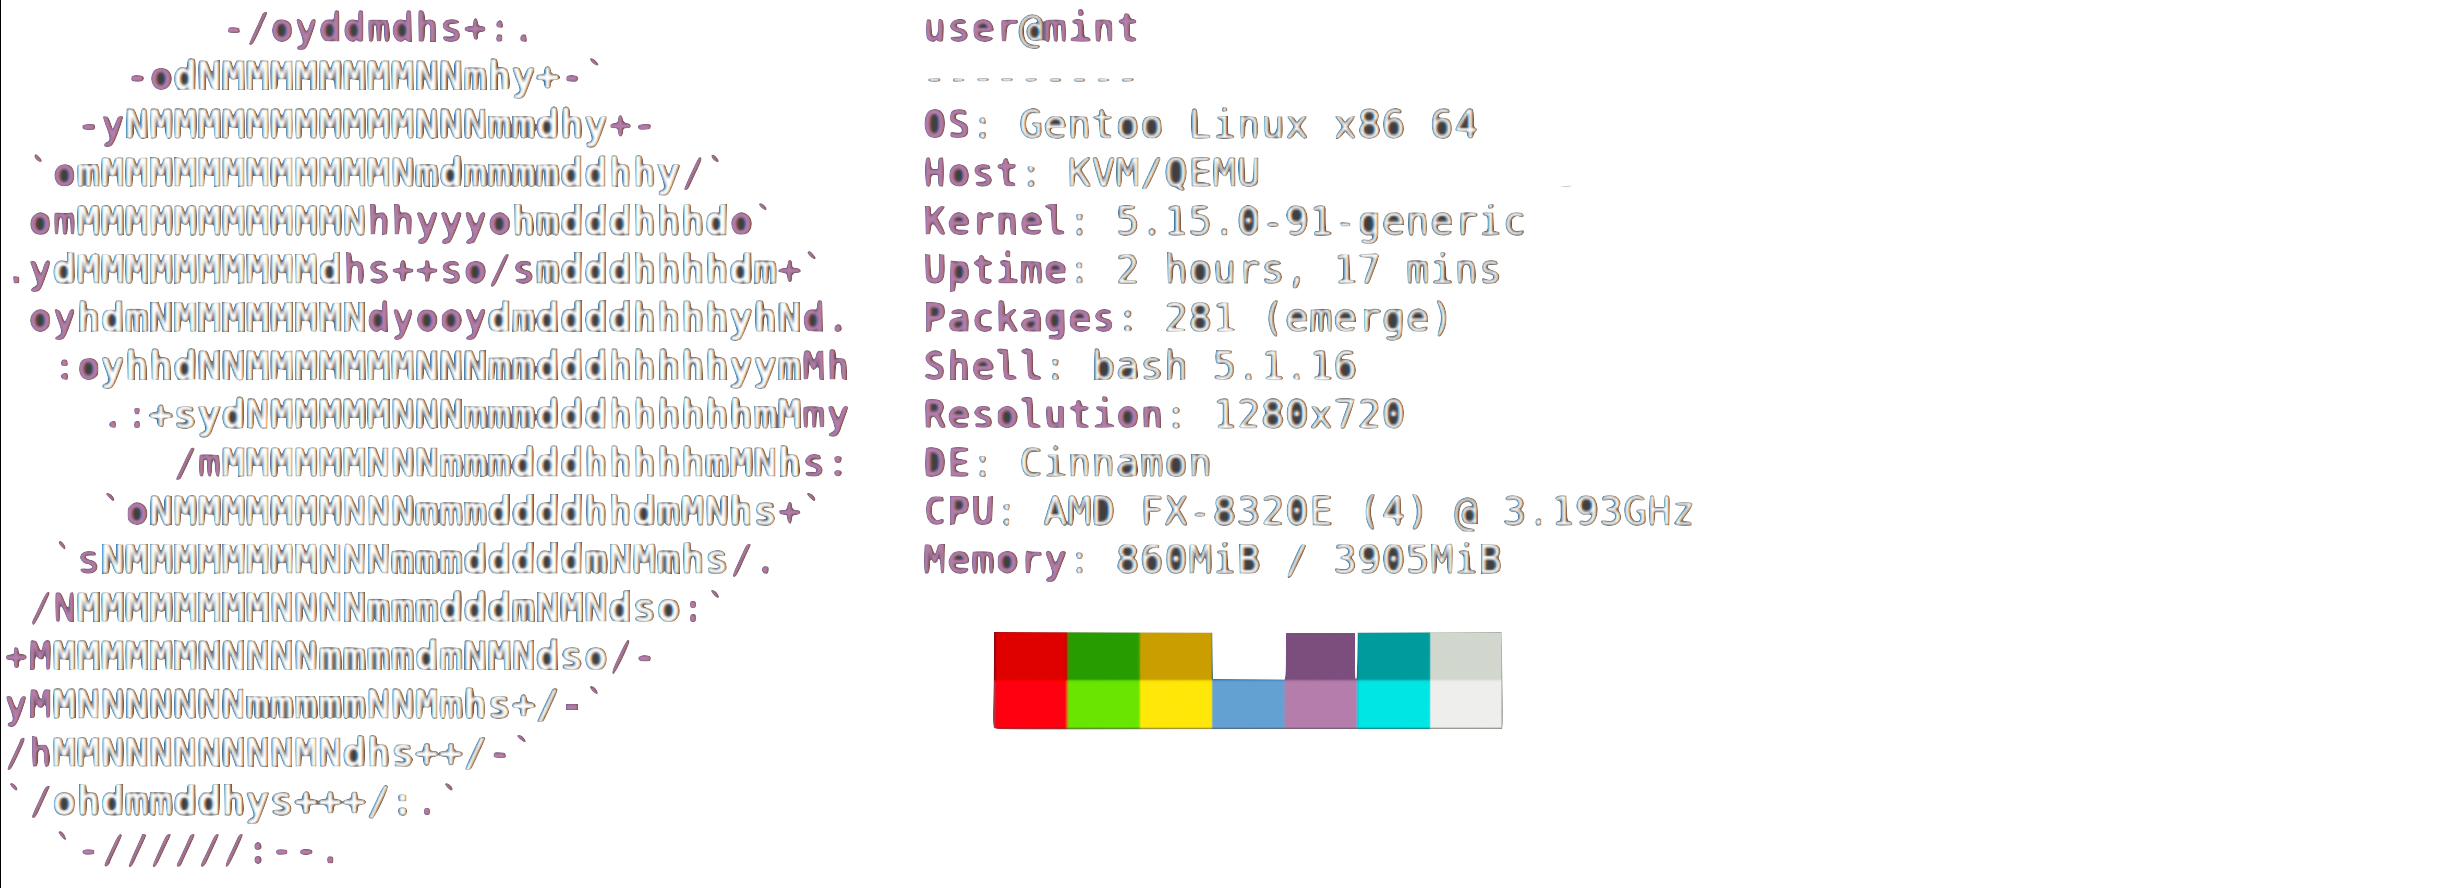 -/oyddmdhs+:.
-odNMMMMMMMMNNmhy+-`
-yNMMMMMMMMMMMNNNmmdhy+-
`omMMMMMMMMMMMMNmdmmmmddhhy/`
omMMMMMMMMMMMNhhyyyohmdddhhhdo`
.ydMMMMMMMMMMdhs++so/smdddhhhhdm+`
oyhdmNMMMMMMMNdyooydmddddhhhhyhNd.
:oyhhdNNMMMMMMMNNNmmdddhhhhhyymMh
.:+sydNMMMMMNNNmmmdddhhhhhhmMmy
/mMMMMMMNNNmmmdddhhhhhmMNhs:
`oNMMMMMMMNNNmmmddddhhdmMNhs+`
`sNMMMMMMMMNNNmmmdddddmNMmhs/.
/NMMMMMMMMNNNNmmmdddmNMNdso:`
+MMMMMMMNNNNNmmmmdmNMNdso/-
yMMNNNNNNNmmmmmNNMmhs+/-`
/hMMNNNNNNNNMNdhs++/-`
`/ohdmmddhys+++/:.`
`-//////:--.
user@mint
---------
OS: Gentoo Linux x86 64
Host: KVM/QEMU
Kernel: 5.15.0-91-generic
Uptime: 2 hours, 17 mins
Packages: 281 (emerge)
Shell: bash 5.1.16
Resolution: 1280x720
DE: Cinnamon
CPU: AMD FX-8320E (4) @ 3.193GHz
Memory: 860MiB / 3905MiB